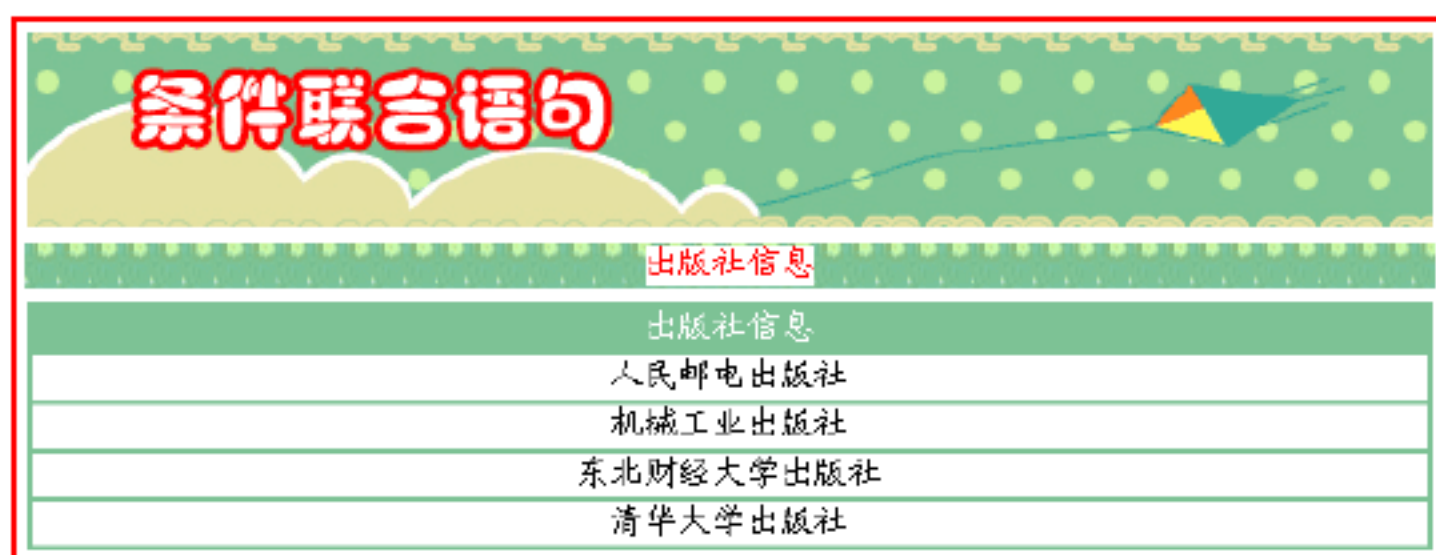 条件联合语句
出版社信息
出版社信息
人民邮电出版社
机械工业出版社
东北财经大学出版社
清华大学出版社